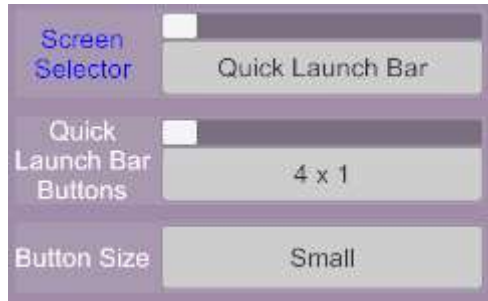 Screen
Selector
Quick Launch Bar
Quick
Launch Bar
Buttons
4 x 1
Button Size
Small